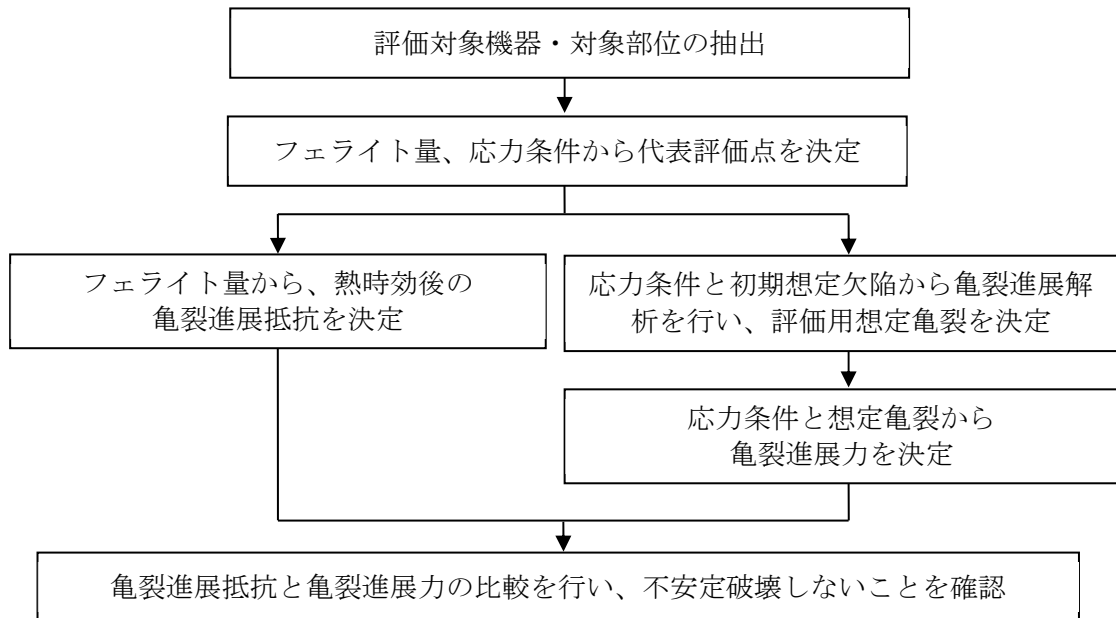 評価対象機器・対象部位の抽出
フェライト量、応力条件から代表評価点を決定
フェライト量から、熱時効後の
亀裂進展抵抗を決定
応力条件と初期想定欠陥から亀裂進展解
析を行い、評価用想定亀裂を決定
応力条件と想定亀裂から
亀裂進展力を決定
亀裂進展抵抗と亀裂進展力の比較を行い、不安定破壊しないことを確認